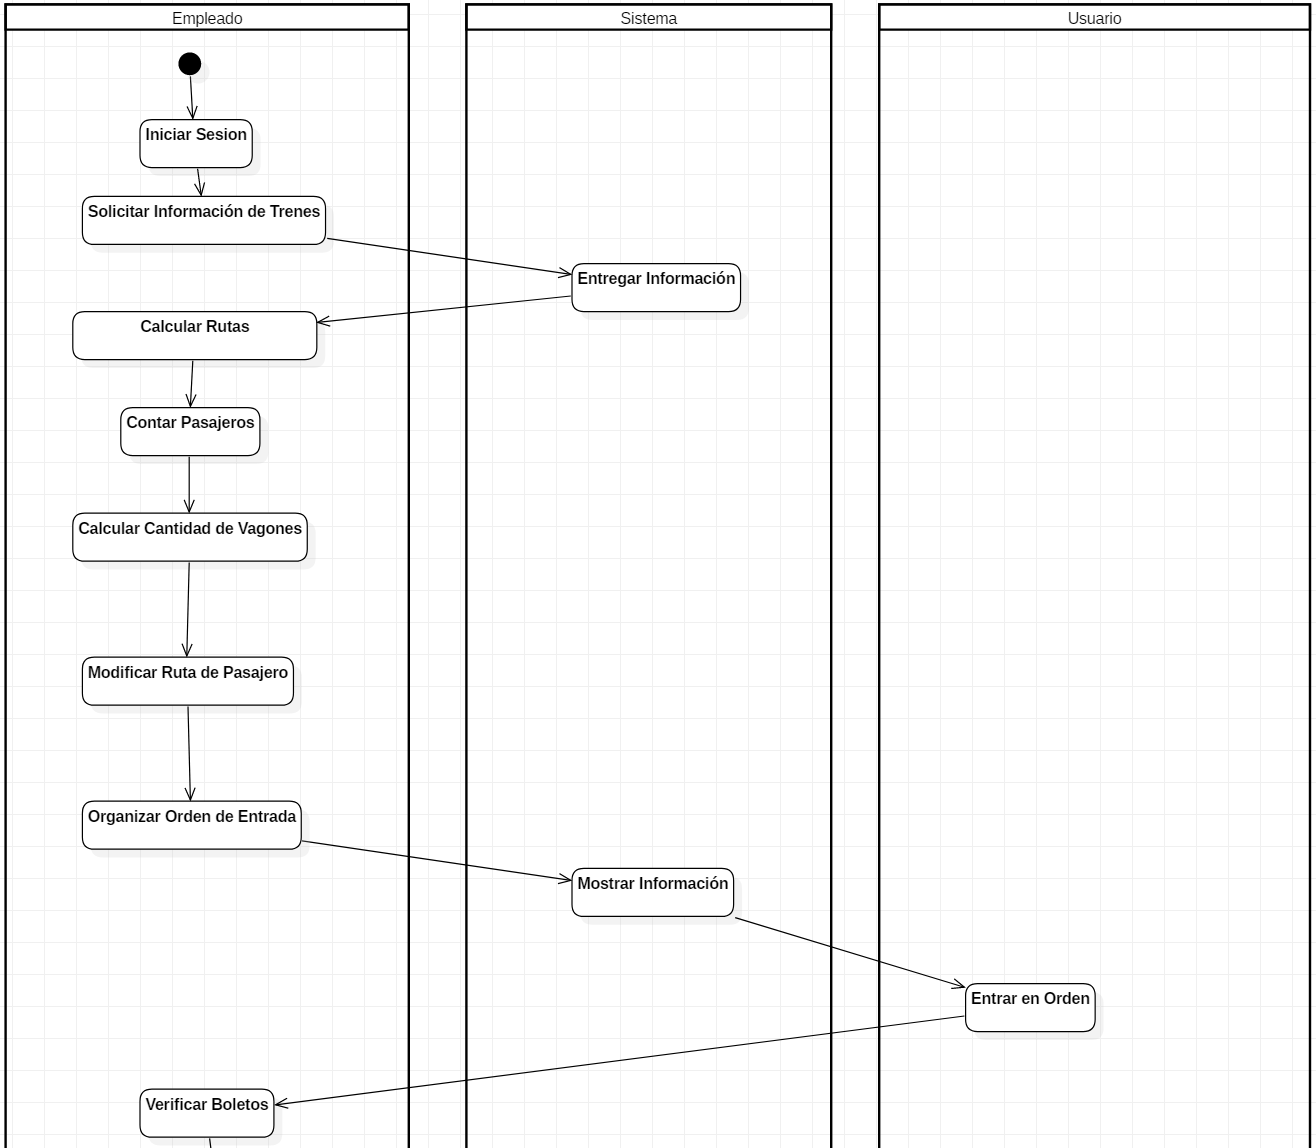 Empleado
Sistema
Usuario
Iniciar Sesion
Solicitar Información de Trenes
Entregar Información
Calcular Rutas
Contar Pasajeros
Calcular Cantidad de Vagones
Modificar Ruta de Pasajero
Organizar Orden de Entrada
Mostrar Información
Entrar en Orden
Verificar Boletos